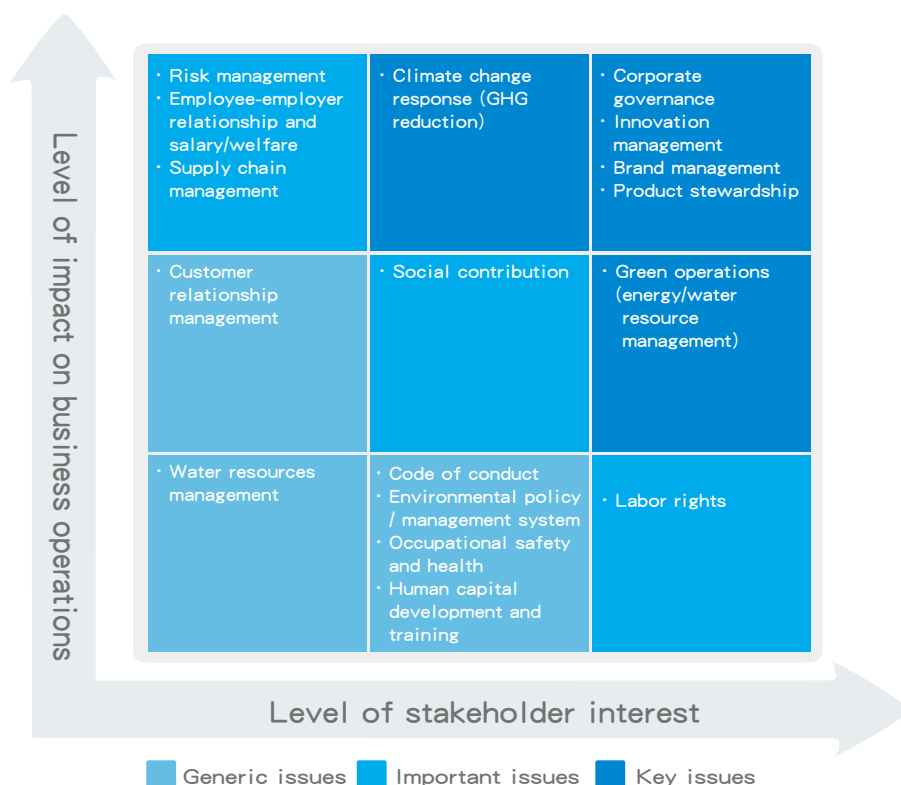 Level of impact on business operations
· Risk management
· Employee-employer
relationship and
salary/welfare
· Supply chain
management
· Climate change
response (GHG
reduction)
· Corporate
governance
· Innovation
management
· Brand management
· Product stewardship
· Customer
relationship
management
· Social contribution
· Green operations
(energy/water
resource
management)
· Water resources
management
· Code of conduct
· Environmental policy
/ management system
· Occupational safety
and health
· Human capital
development and
training
· Labor rights
Level of stakeholder interest
Generic issues Important issues Key issues